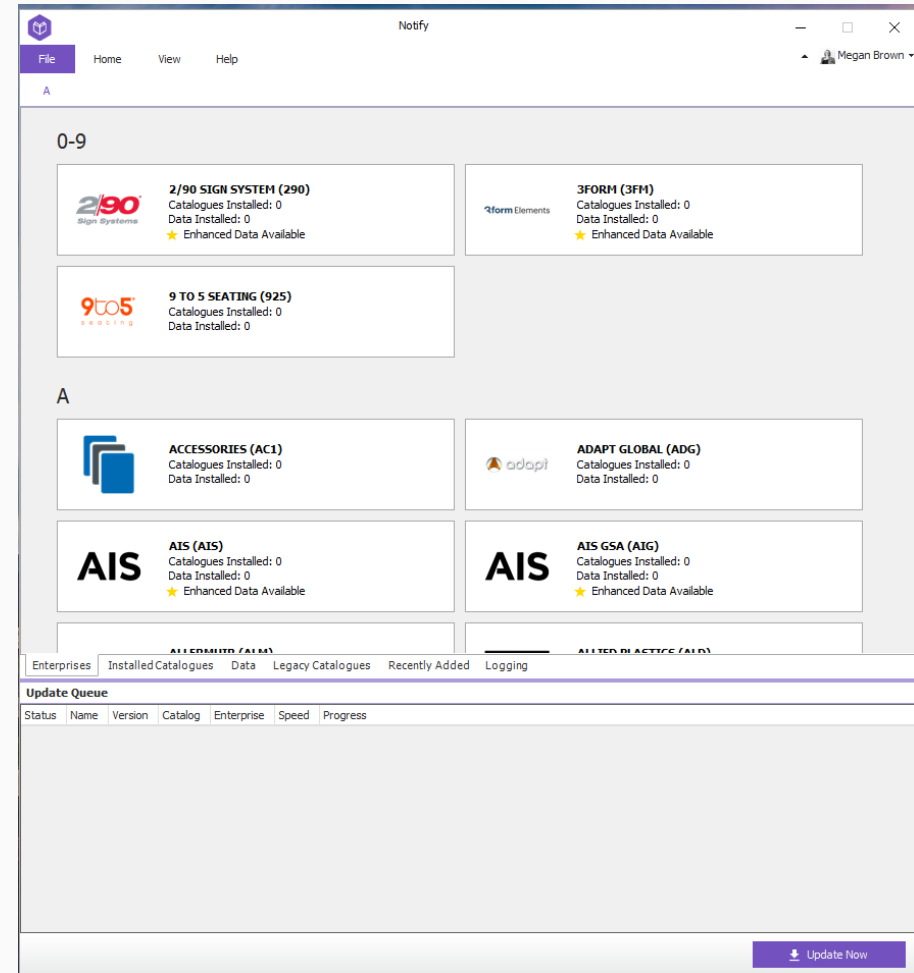 Notify
File Home View Help
Megan Brown
A
0-9
2/90
Sign Systems
2/90 SIGN SYSTEM (290)
Catalogues Installed: 0
Data Installed: 0
Enhanced Data Available
3form Elements
3FORM (3FM)
Catalogues Installed: 0
Data Installed: 0
Enhanced Data Available
9to5
seating
9 TO 5 SEATING (925)
Catalogues Installed: 0
Data Installed: 0
A
ACCESSORIES (AC1)
Catalogues Installed: 0
Data Installed: 0
adapt
ADAPT GLOBAL (ADG)
Catalogues Installed: 0
Data Installed: 0
AIS
AIS (AIS)
Catalogues Installed: 0
Data Installed: 0
Enhanced Data Available
AIS
AIS GSA (AIG)
Catalogues Installed: 0
Data Installed: 0
Enhanced Data Available
ALLERMUIR (ALM)
ALLIED PLASTICS (ALD)
Enterprises Installed Catalogues Data Legacy Catalogues Recently Added Logging
Update Queue
Status Name Version Catalog Enterprise Speed Progress
Update Now